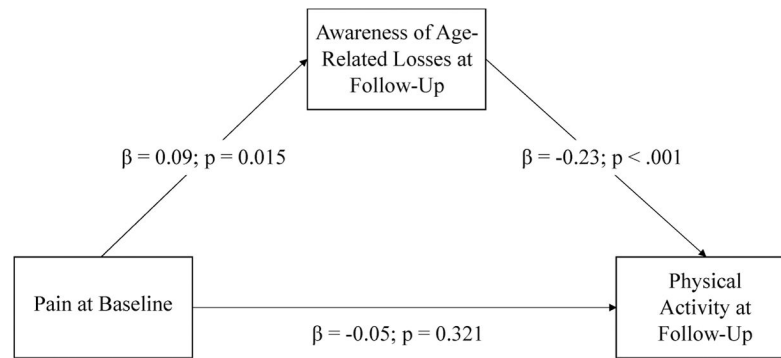 Awareness of Age-
Related Losses at
Follow-Up
β = 0.09; p = 0.015
β = -0.23; p < .001
Pain at Baseline
β = -0.05; p = 0.321
Physical
Activity at
Follow-Up